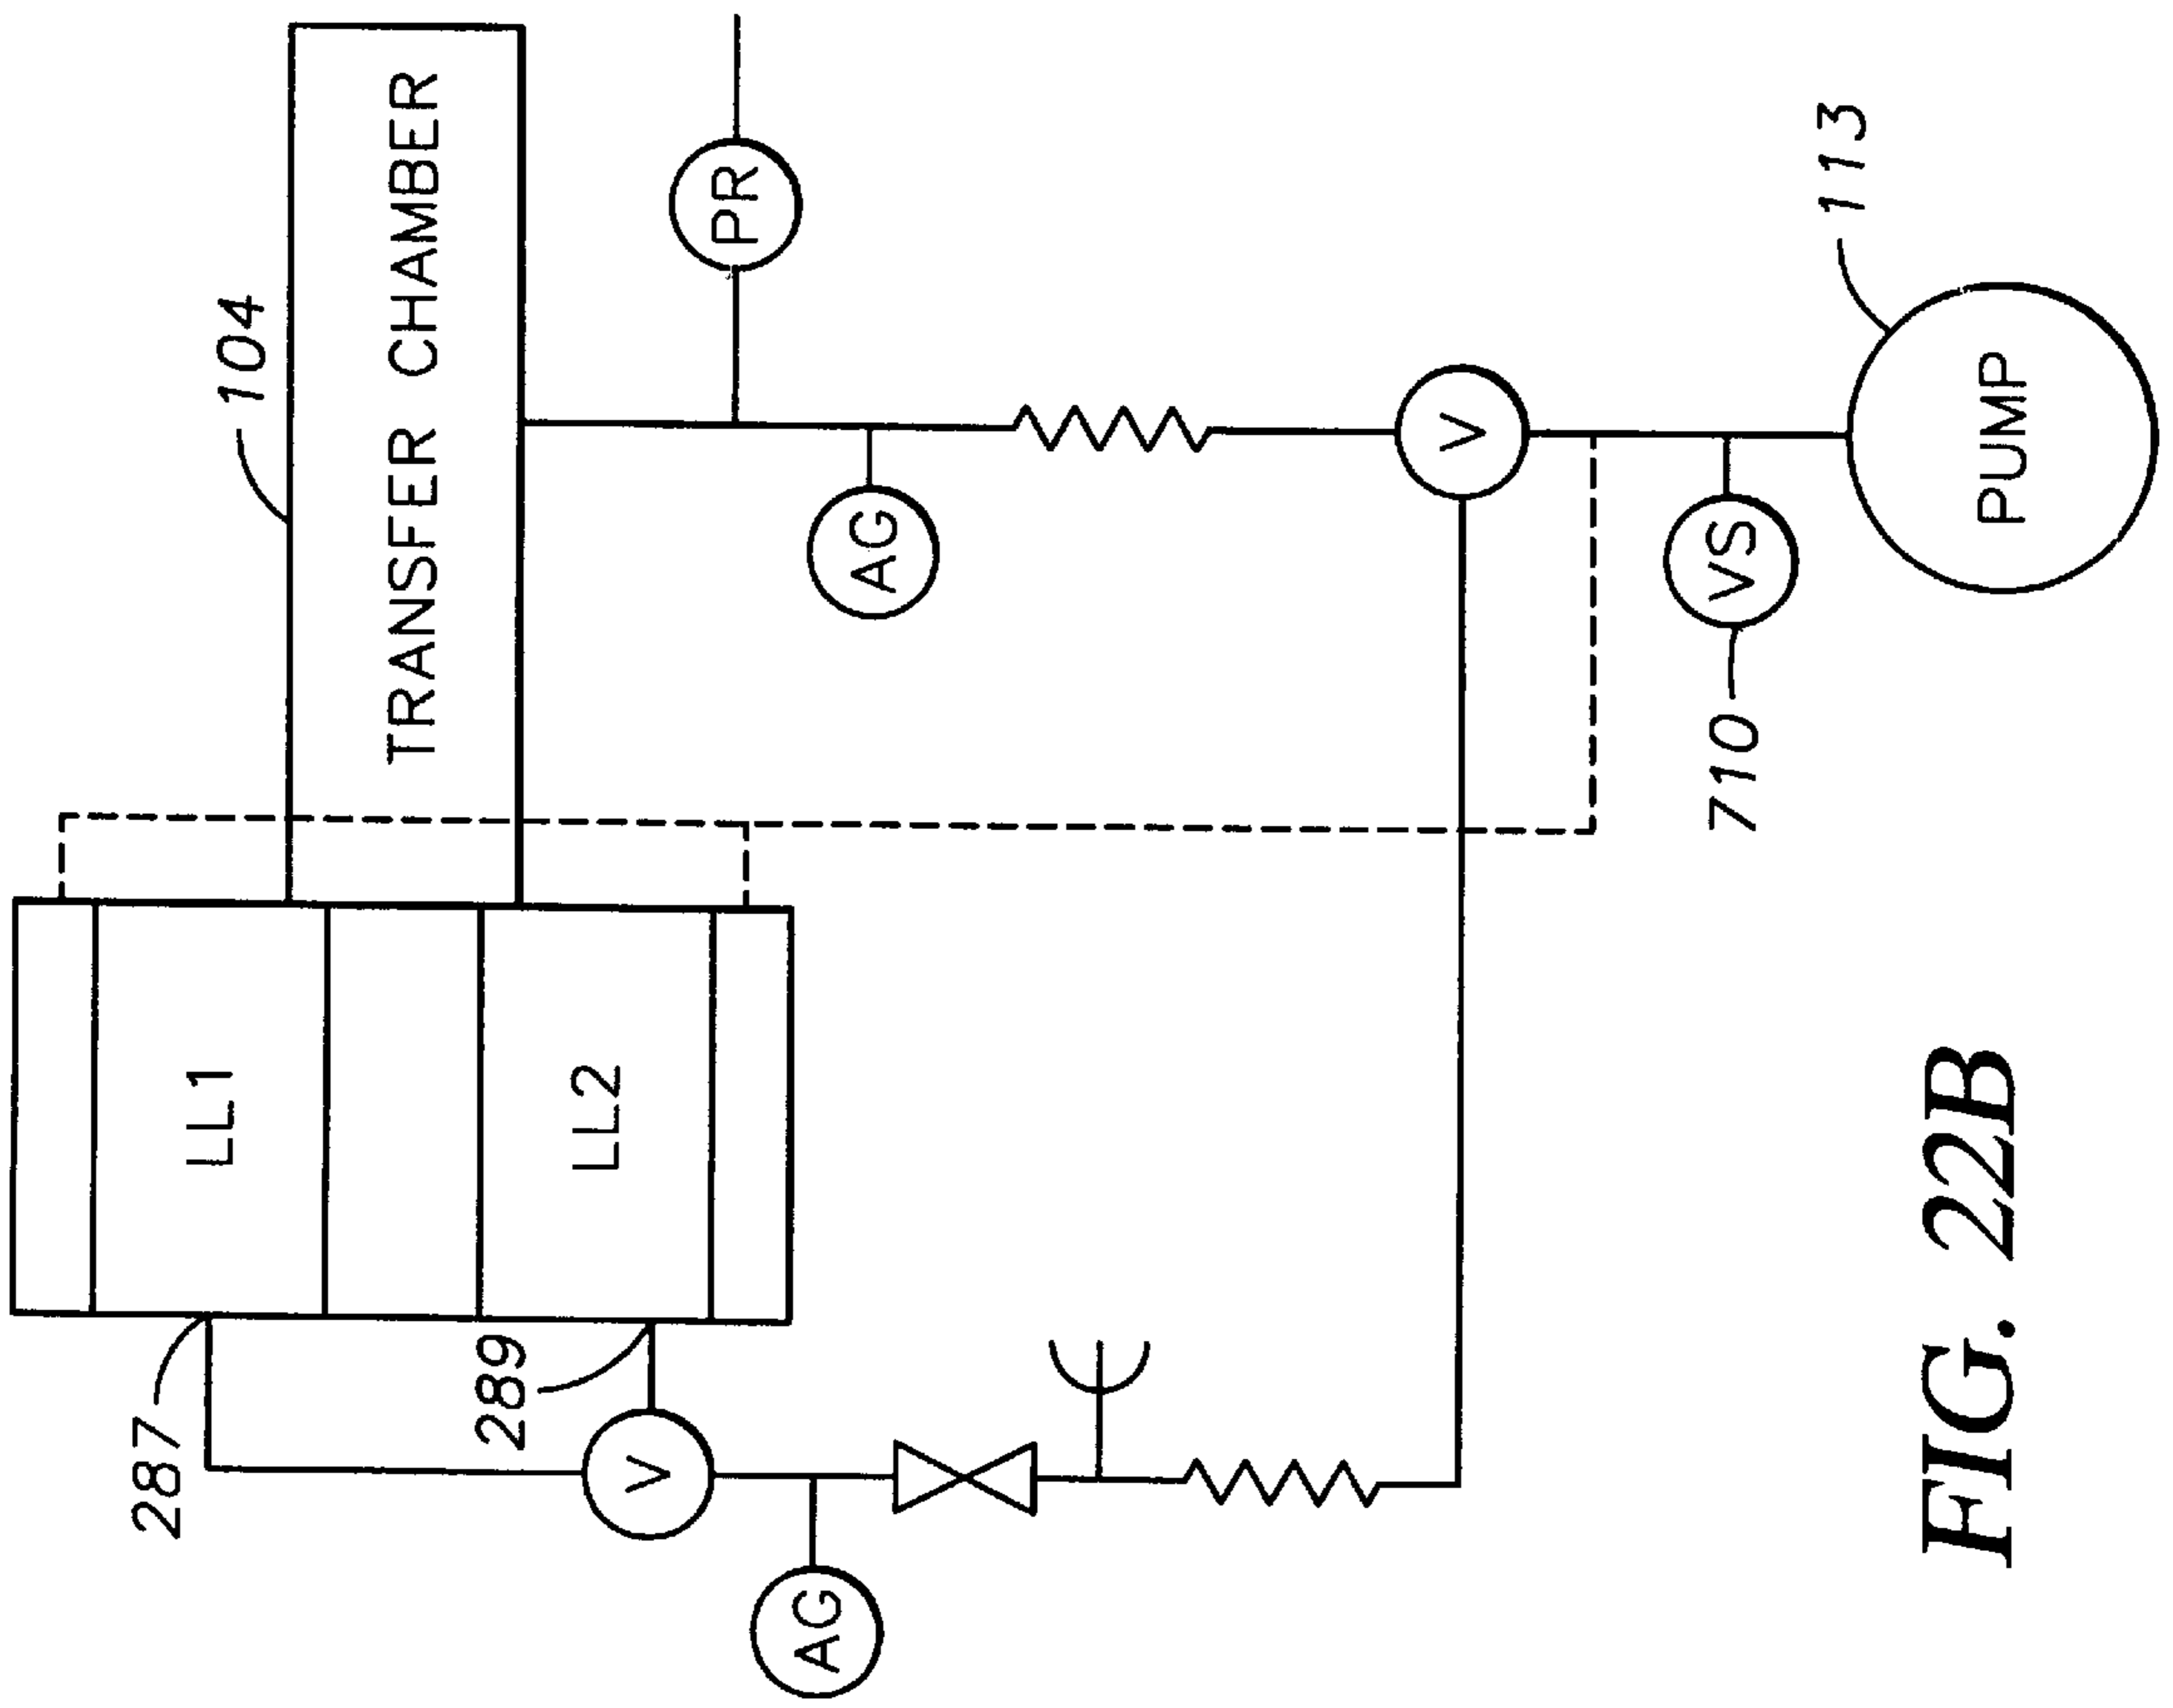 104
TRANSFER CHAMBER
PR
LL1
LL2
287
289
V
AG
AG
V
VS
710
113
PUMP
FIG. 22B